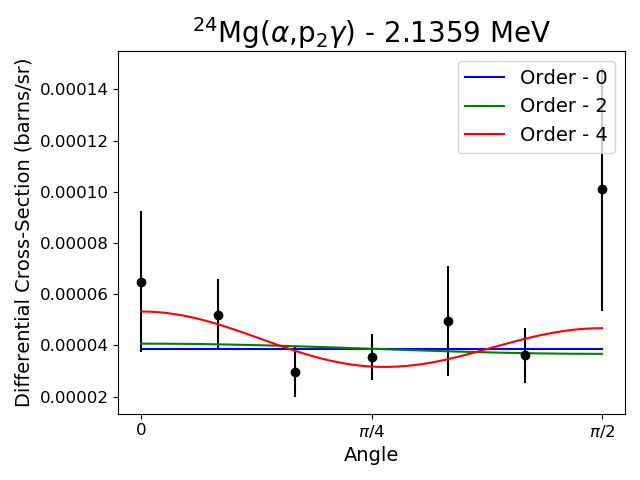 ²⁴Mg(α,p₂γ) - 2.1359 MeV
Order - 0
Order - 2
Order - 4
Differential Cross-Section (barns/sr)
0.00014
0.00012
0.00010
0.00008
0.00006
0.00004
0.00002
0 π/4 π/2
Angle